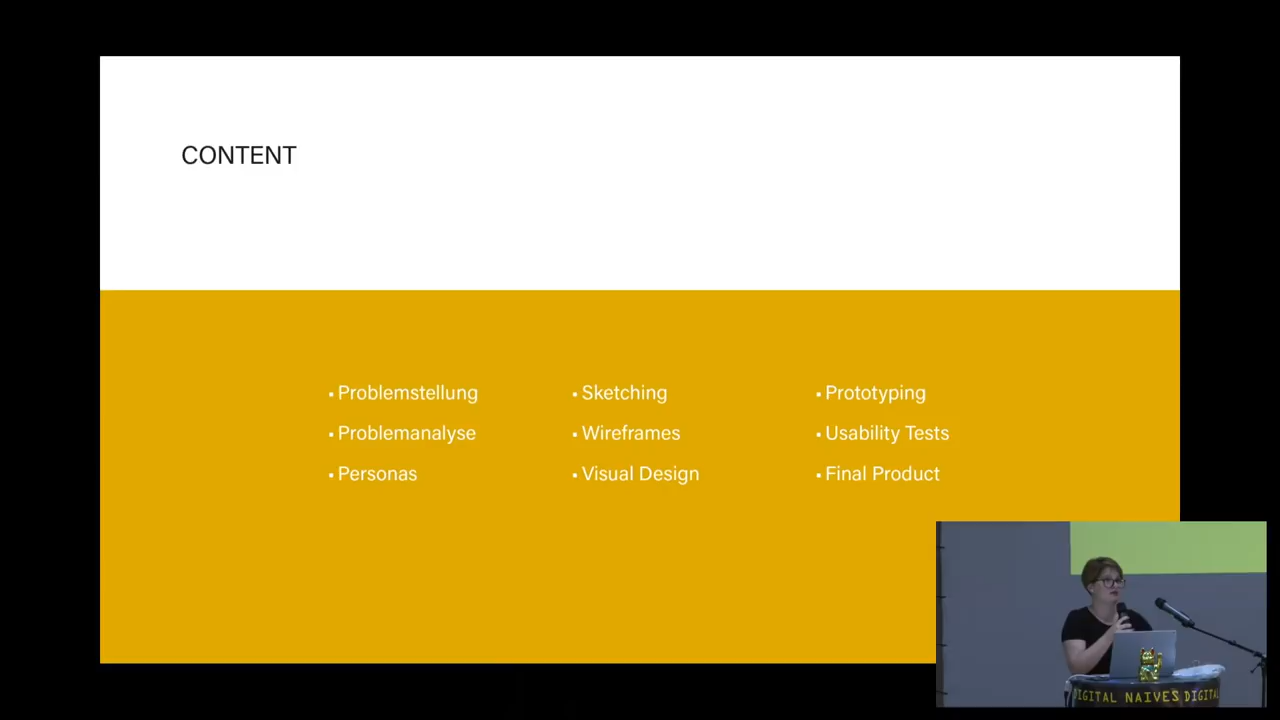 CONTENT
Problemstellung
Problemanalyse
Personas
Sketching
Wireframes
Visual Design
Prototyping
Usability Tests
Final Product
DIGITAL NAIVES DIGITAL